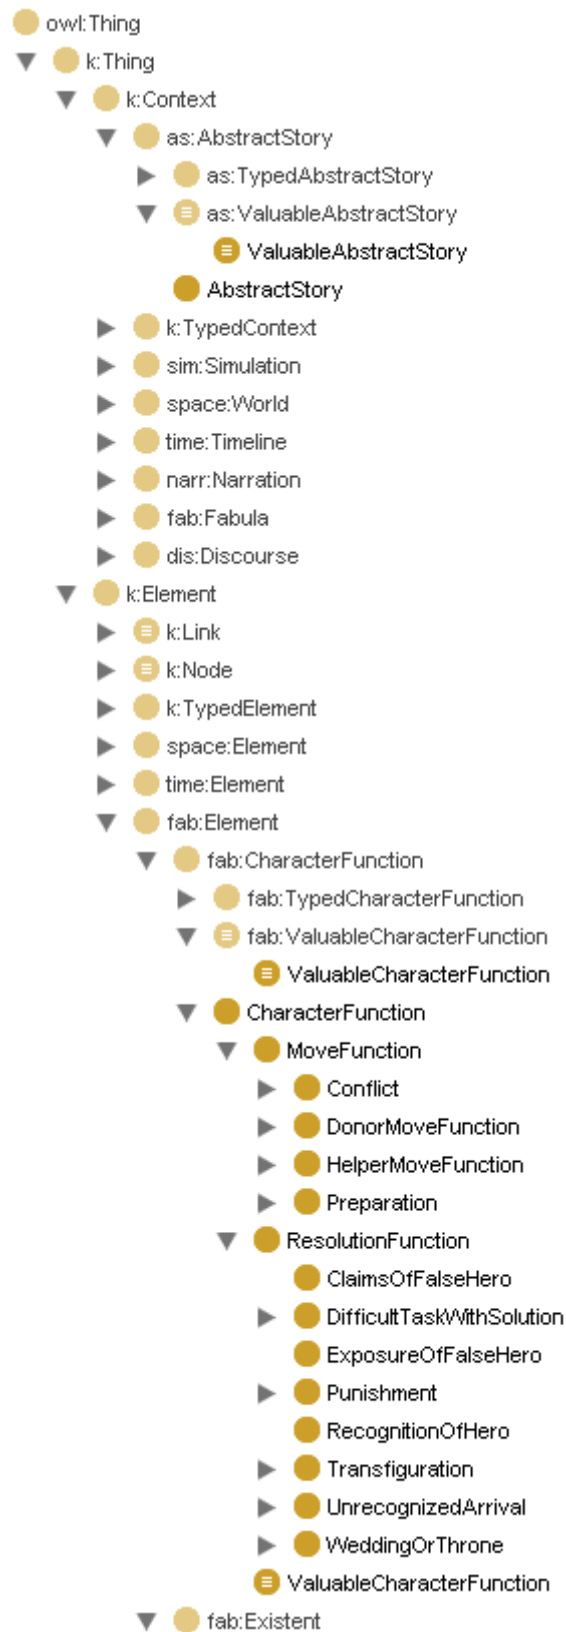 owl:Thing
k:Thing
k:Context
as:AbstractStory
as:TypedAbstractStory
as:ValuableAbstractStory
ValuableAbstractStory
AbstractStory
k:TypedContext
sim:Simulation
space:World
time:Timeline
narr:Narration
fab:Fabula
dis:Discourse
k:Element
k:Link
k:Node
k:TypedElement
space:Element
time:Element
fab:Element
fab:CharacterFunction
fab:TypedCharacterFunction
fab:ValuableCharacterFunction
ValuableCharacterFunction
CharacterFunction
MoveFunction
Conflict
DonorMoveFunction
HelperMoveFunction
Preparation
ResolutionFunction
ClaimsOfFalseHero
DifficultTaskWithSolution
ExposureOfFalseHero
Punishment
RecognitionOfHero
Transfiguration
UnrecognizedArrival
WeddingOrThrone
ValuableCharacterFunction
fab:Existent